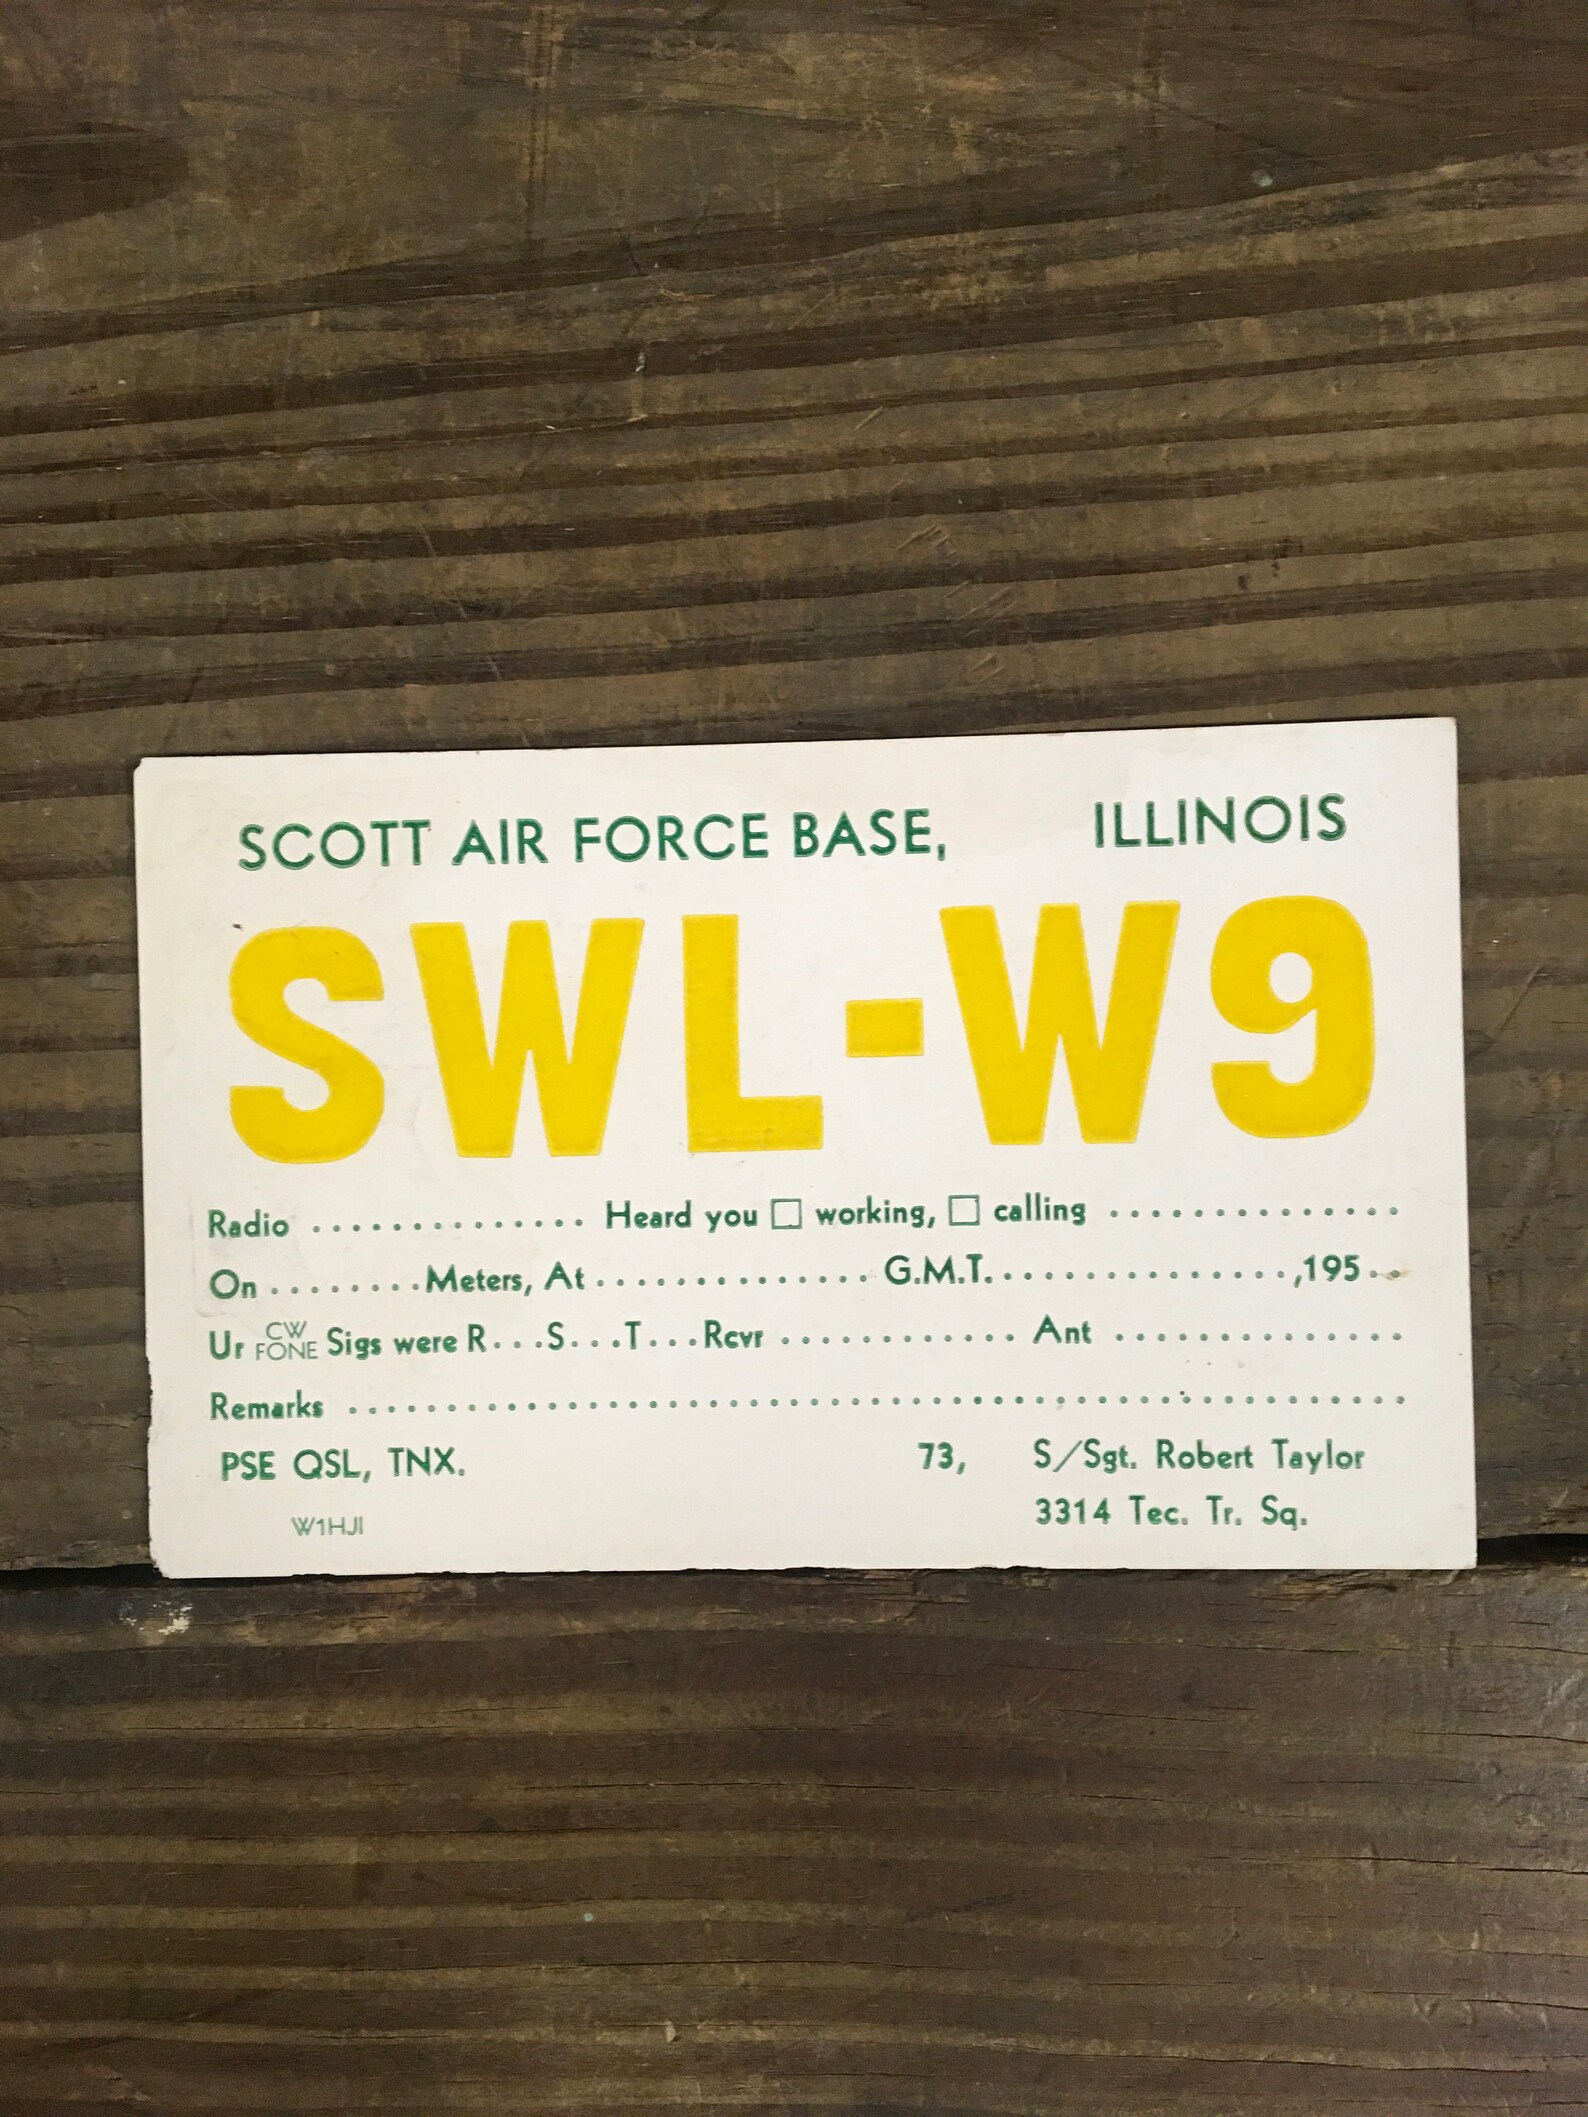 SCOTT AIR FORCE BASE, ILLINOIS
SWL-W9
Radio .............. Heard you □ working, □ calling ...............
On ........Meters, At ..............G.M.T................,195..
Ur CW FONE Sigs were R...S...T...Rcvr ............ Ant ...............
Remarks ......................................................
PSE QSL, TNX. 73, S/Sgt. Robert Taylor
W1HJI 3314 Tec. Tr. Sq.